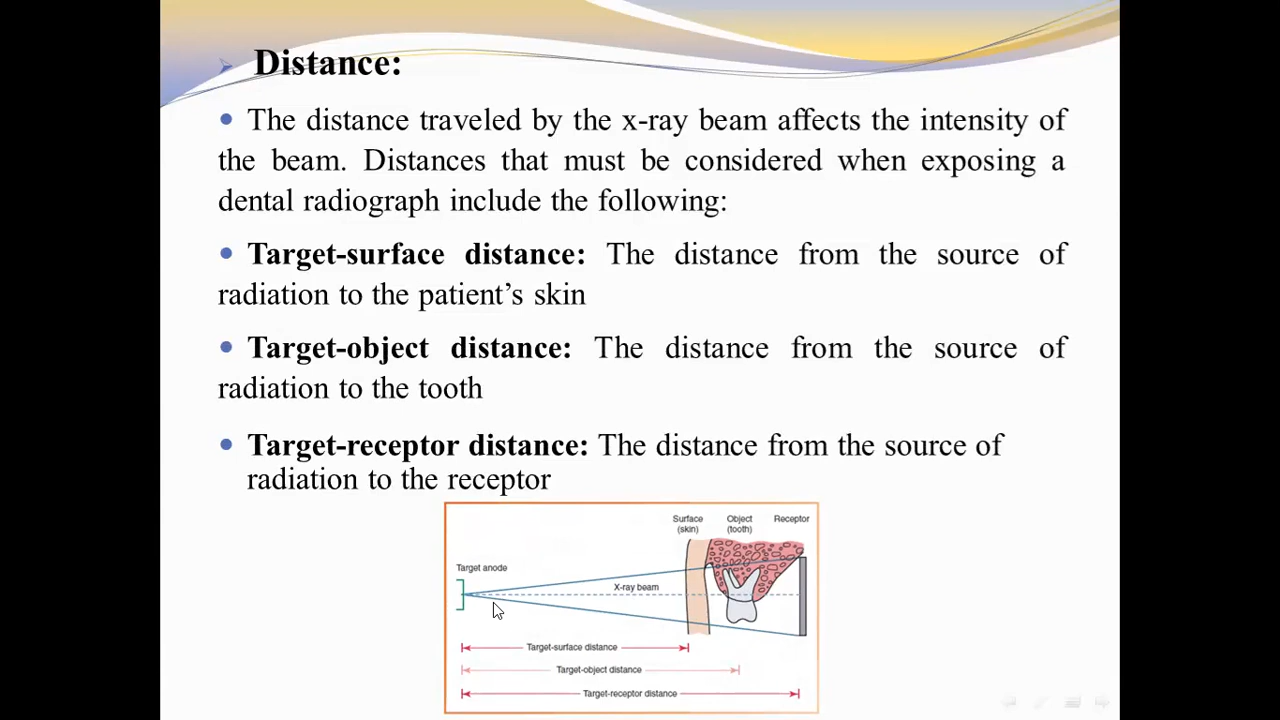 Distance:
The distance traveled by the x-ray beam affects the intensity of
the beam. Distances that must be considered when exposing a
dental radiograph include the following:
Target-surface distance: The distance from the source of
radiation to the patient’s skin
Target-object distance: The distance from the source of
radiation to the tooth
Target-receptor distance: The distance from the source of
radiation to the receptor
Surface
(skin)
Object
(tooth)
Receptor
Target anode
X-ray beam
Target-surface distance
Target-object distance
Target-receptor distance